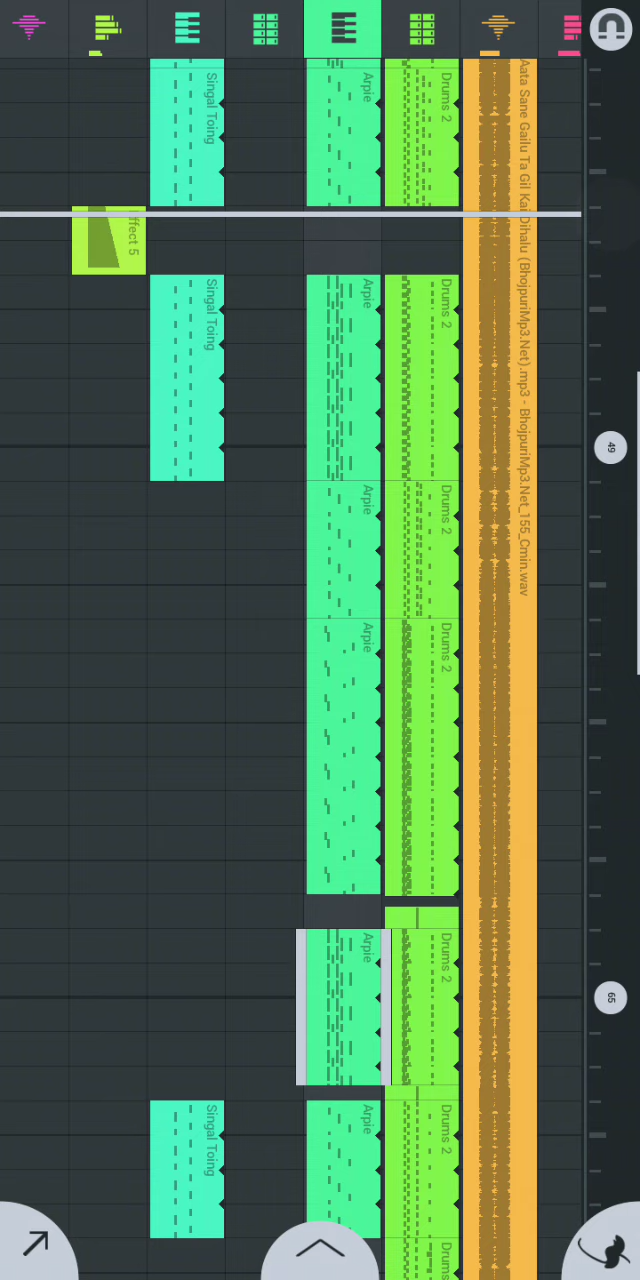 Aata Sane Gailu Ta Gil Kai Dihalu (BhojpuriMp3.Net).mp3 - BhojpuriMp3.Net_155_Cmin.wav
49
65
Drums 2
Drums 2
Drums 2
Drums 2
Drums 2
Drums 2
Drums
Arpie
Arpie
Arpie
Arpie
Arpie
Arpie
Singal Toing
Singal Toing
Singal Toing
ffect 5